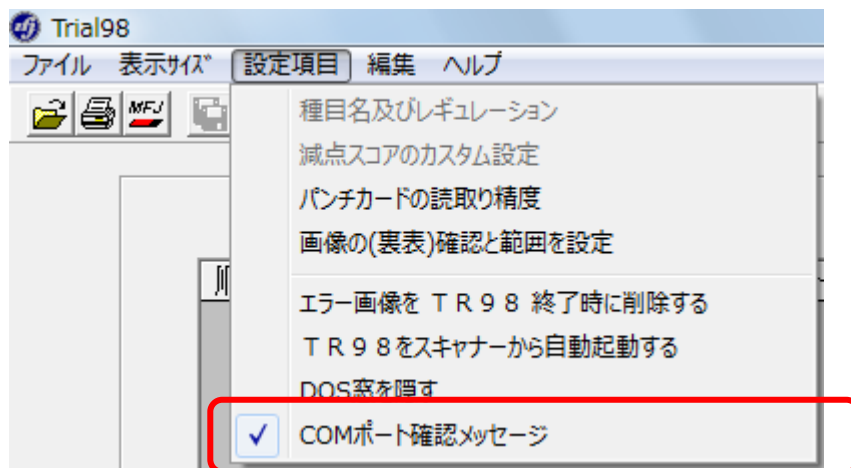 Trial98
ファイル 表示ｻｲｽﾞ 設定項目 編集 ヘルプ
MFJ
種目名及びレギュレーション
減点スコアのカスタム設定
パンチカードの読取り精度
画像の(裏表)確認と範囲を設定
順
エラー画像を ＴＲ９８ 終了時に削除する
ＴＲ９８をスキャナーから自動起動する
DOS窓を隠す
COMポート確認メッセージ